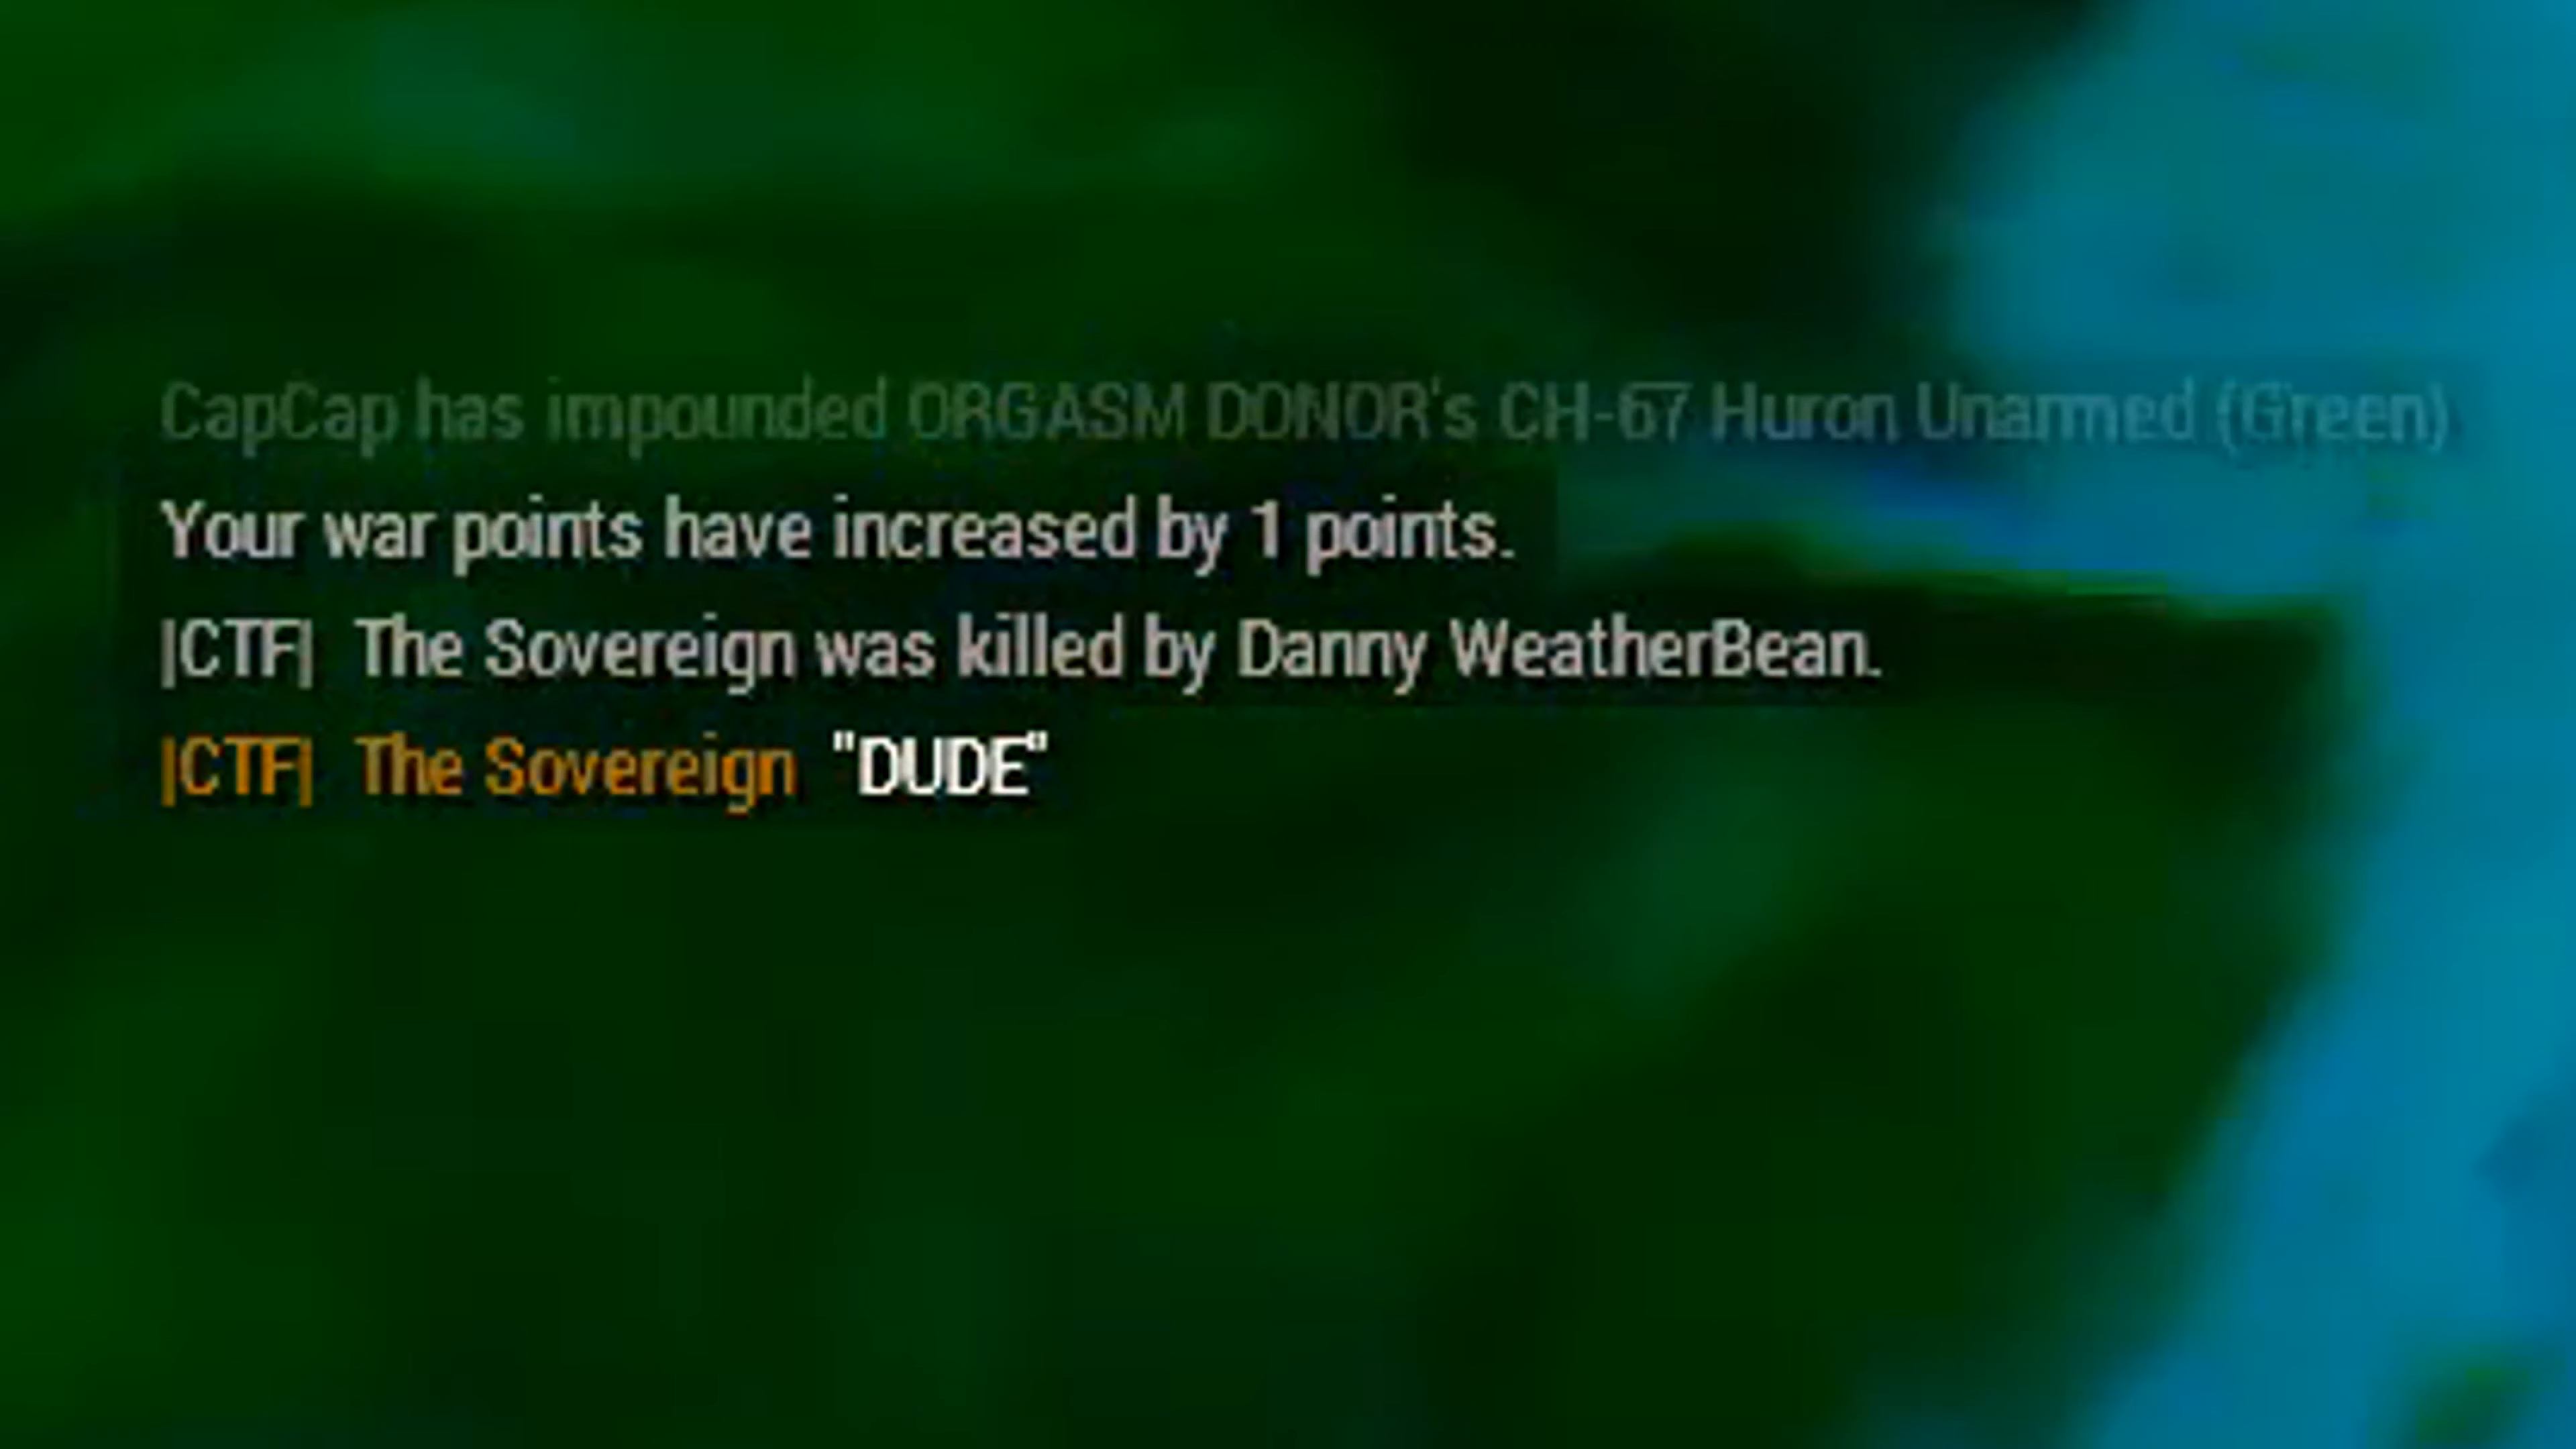 CapCap has impounded ORGASM DONOR's CH-67 Huron Unarmed (Green)
Your war points have increased by 1 points.
|CTF| The Sovereign was killed by Danny WeatherBean.
|CTF| The Sovereign "DUDE"